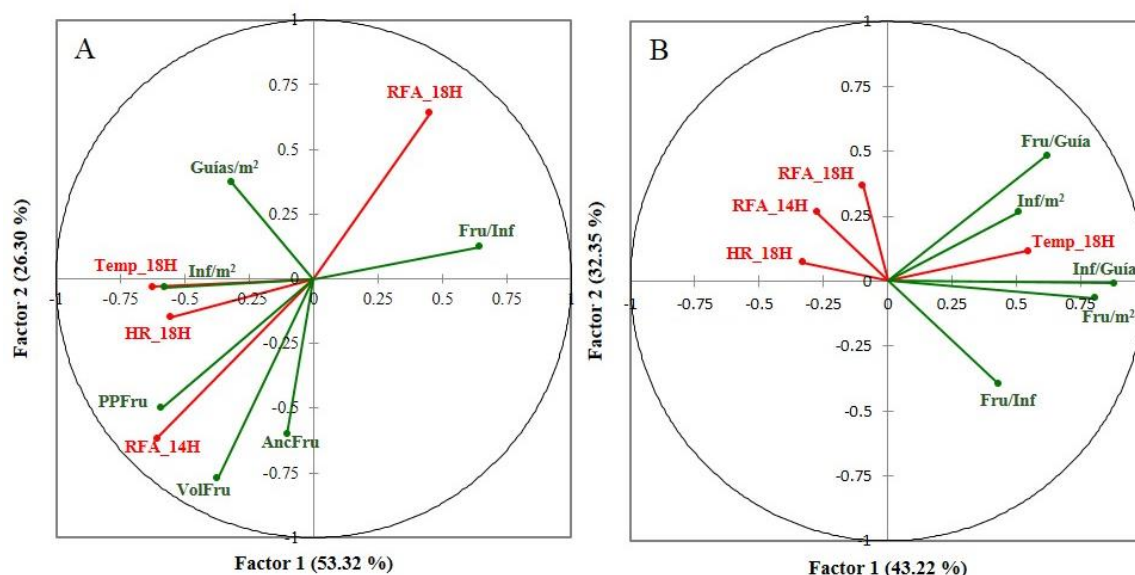 A
1
0.75
RFA_18H
0.5
Guías/m²
0.25
Fru/Inf
Temp_18H
Inf/m²
0
-1
-0.75
-0.5
-0.25
0
0.25
0.5
0.75
1
HR_18H
-0.25
PPFru
-0.5
RFA_14H
AncFru
-0.75
VolFru
-1
Factor 2 (26.30 %)
Factor 1 (53.32 %)
B
1
0.75
0.5
Fru/Guía
RFA_18H
Inf/m²
RFA_14H
0.25
Temp_18H
HR_18H
Inf/Guía
0
-1
-0.75
-0.5
-0.25
0
0.25
0.5
0.75
Fru/m²
-0.25
Fru/Inf
-0.5
-0.75
-1
Factor 2 (32.35 %)
Factor 1 (43.22 %)